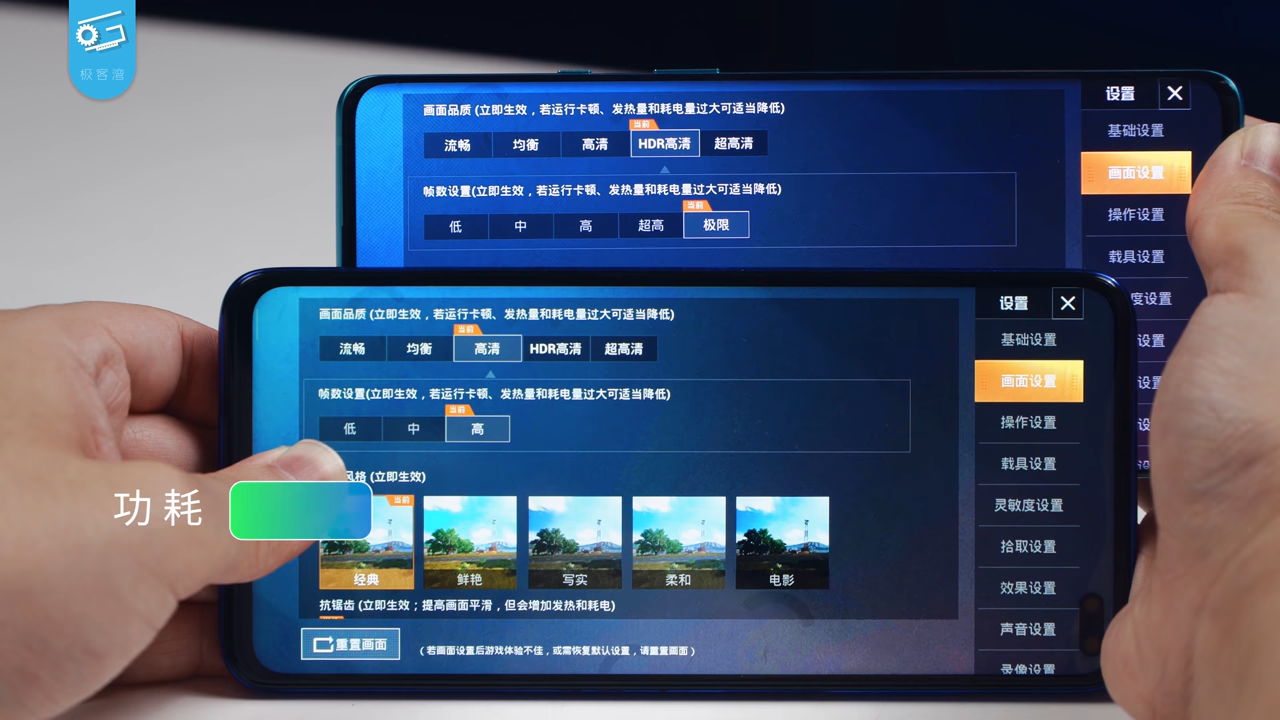 极客湾
画面品质 (立即生效，若运行卡顿、发热量和耗电量过大可适当降低)
当前
流畅 均衡 高清 HDR高清 超高清
帧数设置(立即生效，若运行卡顿、发热量和耗电量过大可适当降低)
当前
低 中 高 超高 极限
设置
基础设置
画面设置
操作设置
载具设置
度设置
设置
画面品质 (立即生效，若运行卡顿、发热量和耗电量过大可适当降低)
当前
流畅 均衡 高清 HDR高清 超高清
帧数设置(立即生效，若运行卡顿、发热量和耗电量过大可适当降低)
当前
低 中 高
风格 (立即生效)
当前
经典 鲜艳 写实 柔和 电影
抗锯齿 (立即生效；提高画面平滑，但会增加发热和耗电)
重置画面
(若画面设置后游戏体验不佳，或需恢复默认设置，请重置画面)
设置
基础设置
画面设置
操作设置
载具设置
灵敏度设置
拾取设置
效果设置
声音设置
录像设置
功耗